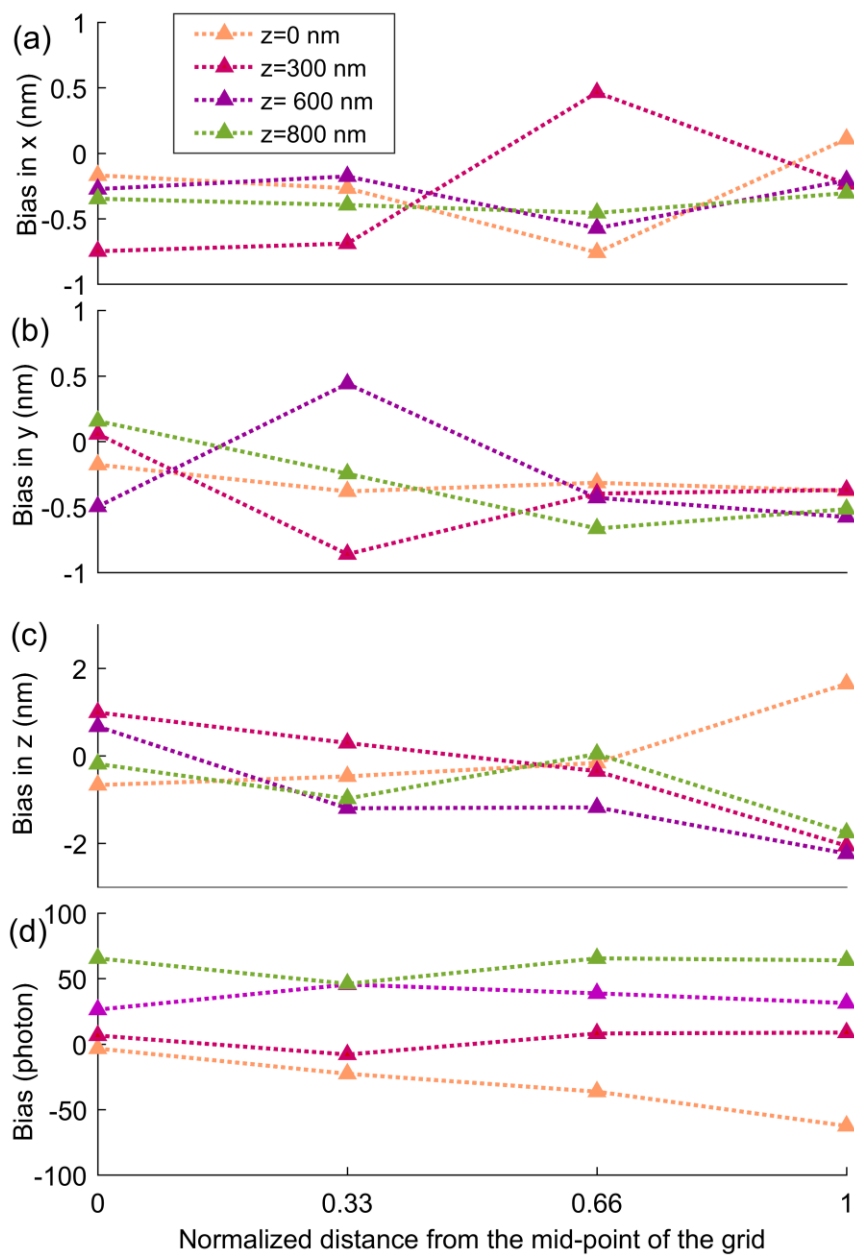 (a)
Bias in x (nm)
1
0.5
0
-0.5
-1
z=0 nm
z=300 nm
z= 600 nm
z=800 nm
(b)
Bias in y (nm)
1
0.5
0
-0.5
-1
(c)
Bias in z (nm)
2
0
-2
(d)
Bias (photon)
100
50
0
-50
-100
0 0.33 0.66 1
Normalized distance from the mid-point of the grid